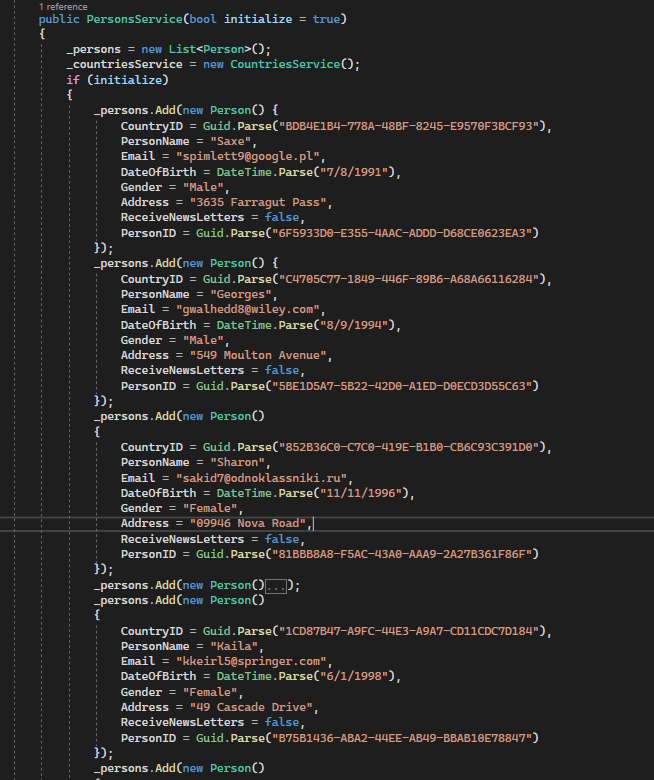 1 reference
public PersonsService(bool initialize = true)
{
_persons = new List<Person>();
_countriesService = new CountriesService();
if (initialize)
{
_persons.Add(new Person() {
CountryID = Guid.Parse("BDB4E1B4-778A-48BF-8245-E9570F3BCF93"),
PersonName = "Saxe",
Email = "spimlett9@google.pl",
DateOfBirth = DateTime.Parse("7/8/1991"),
Gender = "Male",
Address = "3635 Farragut Pass",
ReceiveNewsLetters = false,
PersonID = Guid.Parse("6F5933D0-E355-4AAC-ADDD-D68CE0623EA3")
});
_persons.Add(new Person() {
CountryID = Guid.Parse("C4705C77-1849-446F-89B6-A68A66116284"),
PersonName = "Georges",
Email = "gwalhedd8@wiley.com",
DateOfBirth = DateTime.Parse("8/9/1994"),
Gender = "Male",
Address = "549 Moulton Avenue",
ReceiveNewsLetters = false,
PersonID = Guid.Parse("5BE1D5A7-5B22-42D0-A1ED-D0ECD3D55C63")
});
_persons.Add(new Person()
{
CountryID = Guid.Parse("852B36C0-C7C0-419E-B1B0-CB6C93C391D0"),
PersonName = "Sharon",
Email = "sakid7@odnoklassniki.ru",
DateOfBirth = DateTime.Parse("11/11/1996"),
Gender = "Female",
Address = "09946 Nova Road",
ReceiveNewsLetters = false,
PersonID = Guid.Parse("81BBB8A8-F5AC-43A0-AAA9-2A27B361F86F")
});
_persons.Add(new Person()...);
_persons.Add(new Person()
{
CountryID = Guid.Parse("1CD87B47-A9FC-44E3-A9A7-CD11CDC7D184"),
PersonName = "Kaila",
Email = "kkeirl5@springer.com",
DateOfBirth = DateTime.Parse("6/1/1998"),
Gender = "Female",
Address = "49 Cascade Drive",
ReceiveNewsLetters = false,
PersonID = Guid.Parse("B75B1436-ABA2-44EE-AB49-BBAB10E78847")
});
_persons.Add(new Person()